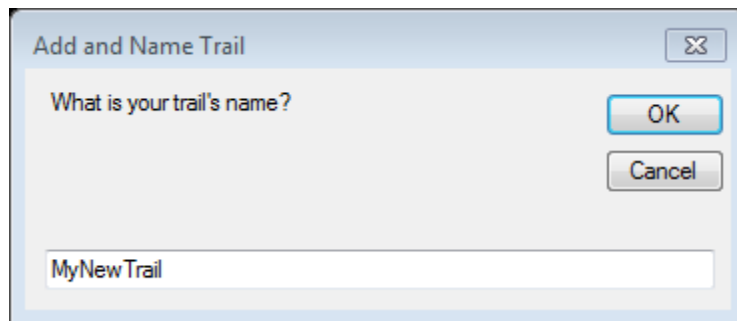 Add and Name Trail
What is your trail's name?
OK
Cancel
MyNewTrail